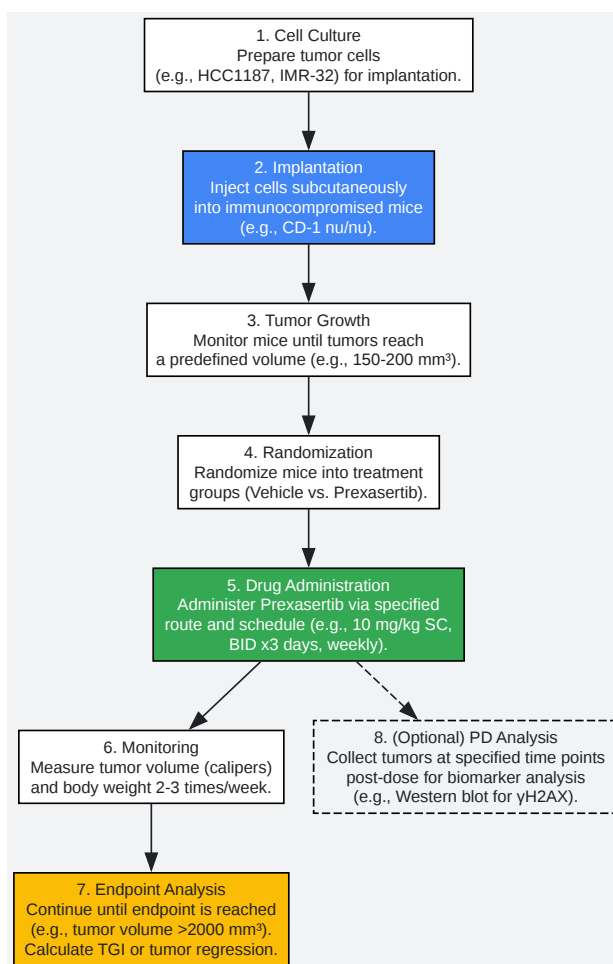 1. Cell Culture
Prepare tumor cells
(e.g., HCC1187, IMR-32) for implantation.
2. Implantation
Inject cells subcutaneously
into immunocompromised mice
(e.g., CD-1 nu/nu).
3. Tumor Growth
Monitor mice until tumors reach
a predefined volume (e.g., 150-200 mm³).
4. Randomization
Randomize mice into treatment
groups (Vehicle vs. Prexasertib).
5. Drug Administration
Administer Prexasertib via specified
route and schedule (e.g., 10 mg/kg SC,
BID x3 days, weekly).
6. Monitoring
Measure tumor volume (calipers)
and body weight 2-3 times/week.
8. (Optional) PD Analysis
Collect tumors at specified time points
post-dose for biomarker analysis
(e.g., Western blot for γH2AX).
7. Endpoint Analysis
Continue until endpoint is reached
(e.g., tumor volume >2000 mm³).
Calculate TGI or tumor regression.